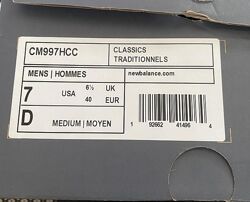 CM997HCC
CLASSICS
TRADITIONNELS
MENS | HOMMES
newbalance.com
7 USA 6½ UK
40 EUR
D MEDIUM | MOYEN
1 92662 41496 4